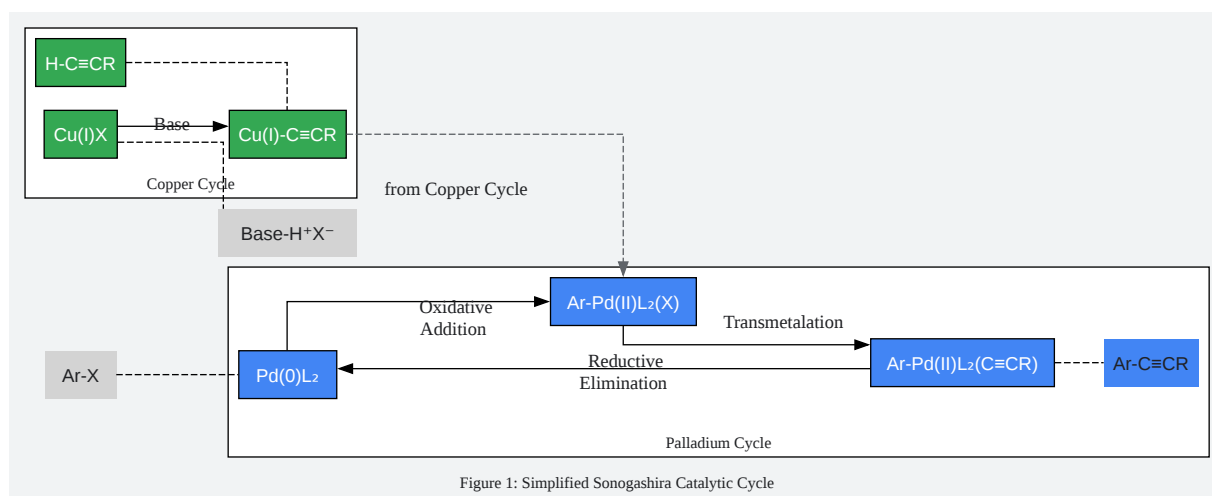 H-C≡CR
Cu(I)X
Base
Cu(I)-C≡CR
Copper Cycle
from Copper Cycle
Base-H⁺X⁻
Ar-Pd(II)L₂(X)
Oxidative
Addition
Transmetalation
Ar-X
Pd(0)L₂
Reductive
Elimination
Ar-Pd(II)L₂(C≡CR)
Ar-C≡CR
Palladium Cycle
Figure 1: Simplified Sonogashira Catalytic Cycle